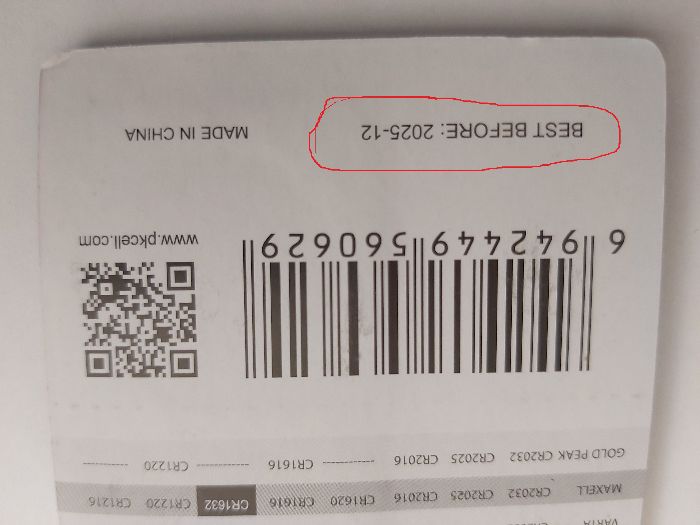 VARTA
MAXELL CR2032 CR2025 CR2016 CR1620 CR1616 CR1632 CR1220 CR1216
GOLD PEAK CR2032 CR2025 CR2016 -------- CR1616 -------- CR1220 --------
6 942449 560629
www.pkcell.com
BEST BEFORE: 2025-12 MADE IN CHINA